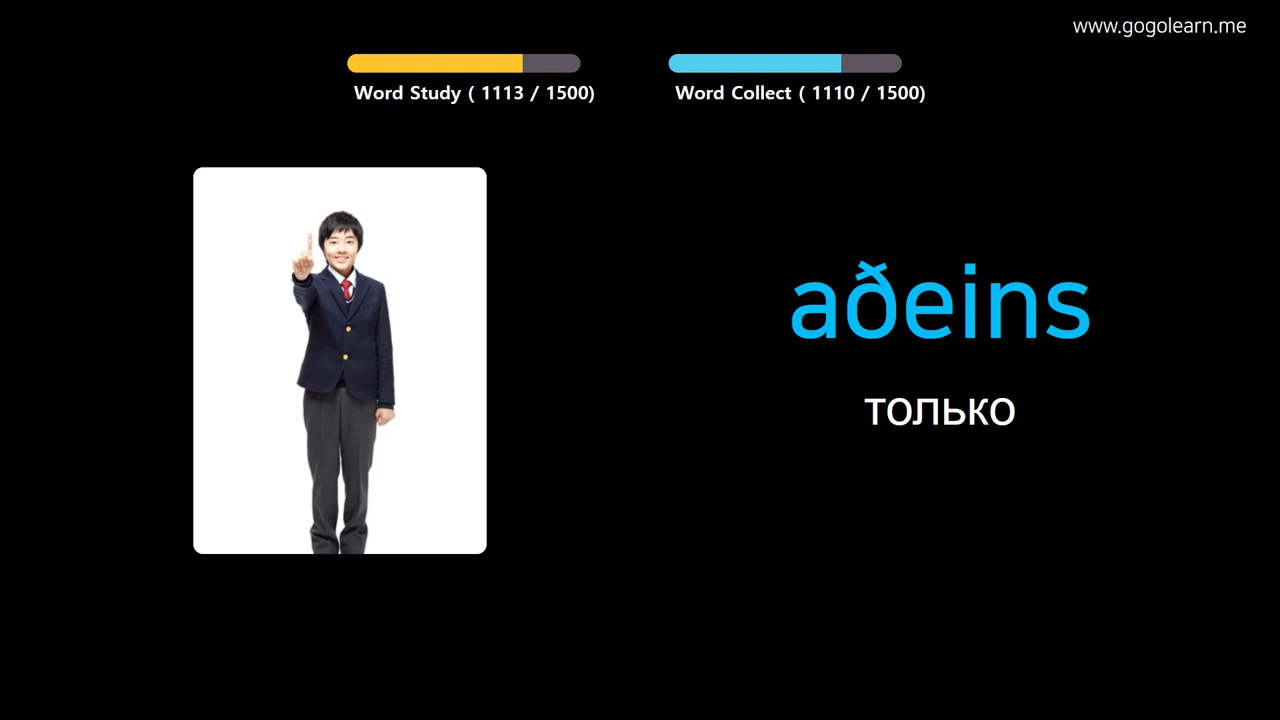 www.gogolearn.me
Word Study ( 1113 / 1500)
Word Collect ( 1110 / 1500)
aðeins
только